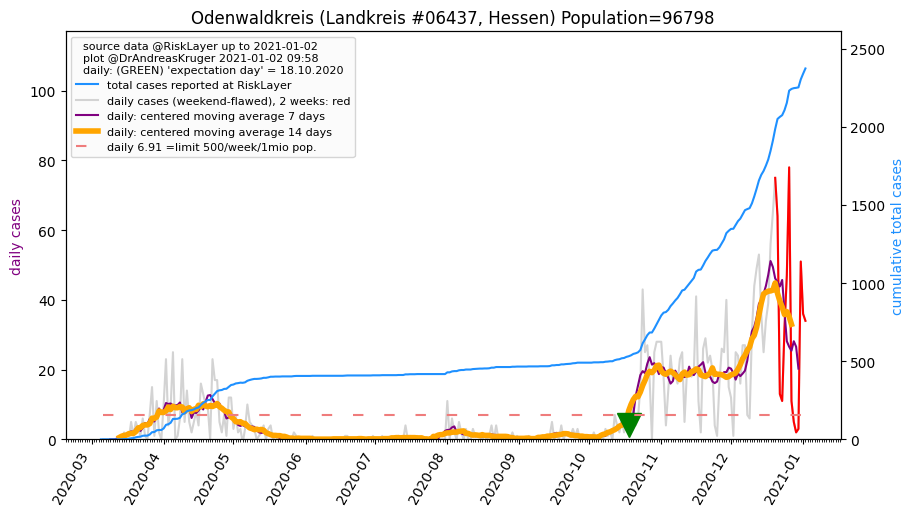 Odenwaldkreis (Landkreis #06437, Hessen) Population=96798
source data @RiskLayer up to 2021-01-02
plot @DrAndreasKruger 2021-01-02 09:58
daily: (GREEN) 'expectation day' = 18.10.2020
total cases reported at RiskLayer
daily cases (weekend-flawed), 2 weeks: red
daily: centered moving average 7 days
daily: centered moving average 14 days
daily 6.91 =limit 500/week/1mio pop.
daily cases
100
80
60
40
20
0
2500
2000
1500
1000
500
0
cumulative total cases
2020-03
2020-04
2020-05
2020-06
2020-07
2020-08
2020-09
2020-10
2020-11
2020-12
2021-01